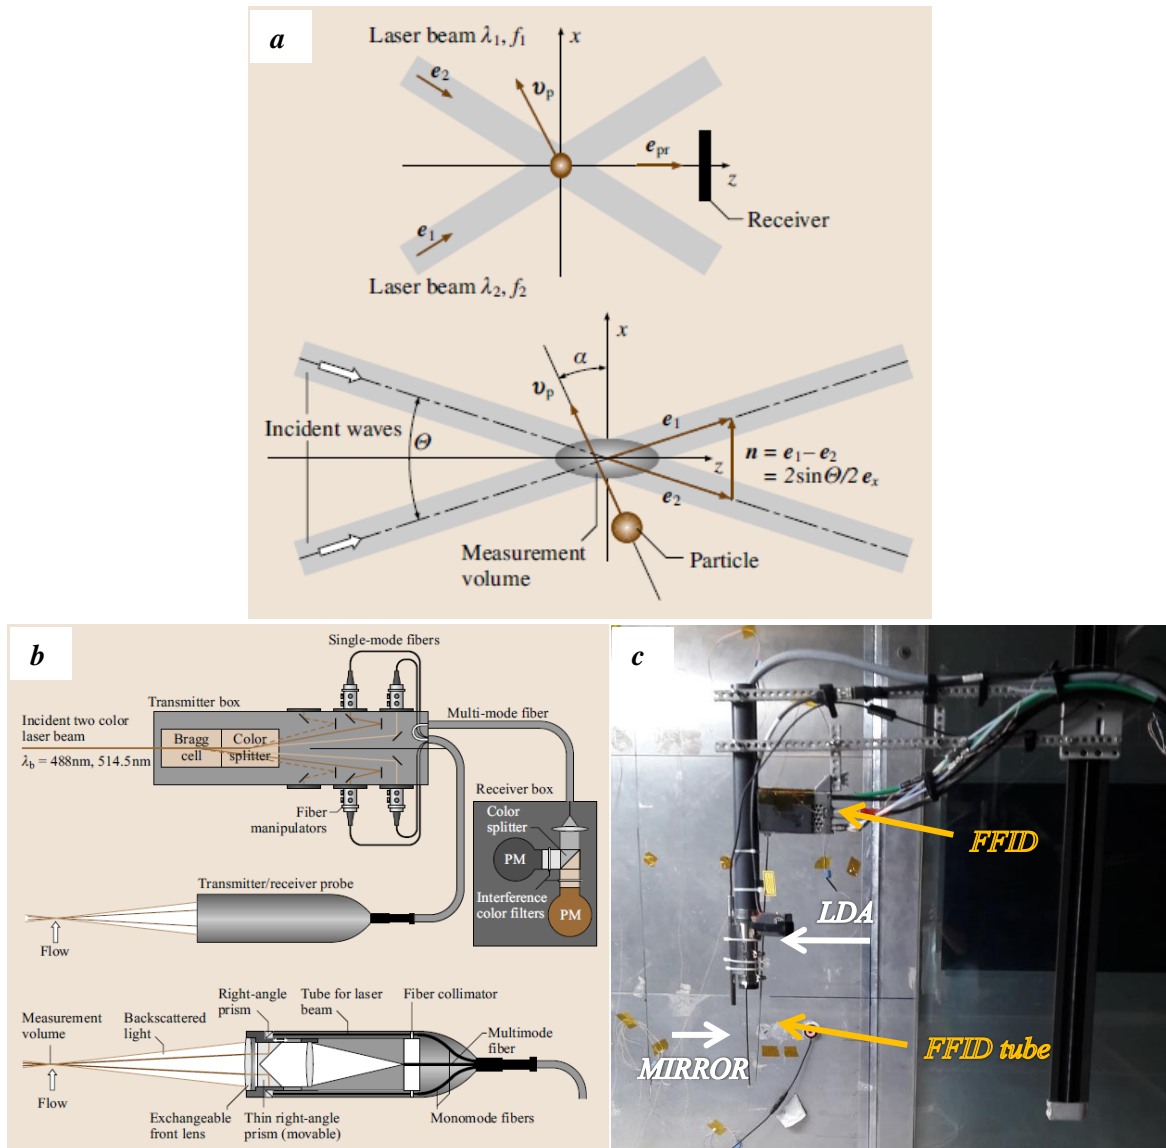 a
Laser beam λ1, f1
x
e2
υp
epr
z
Receiver
e1
Laser beam λ2, f2
x
α
υp
Incident waves
Θ
e1
z
n = e1 – e2
= 2sinΘ/2 ex
e2
Measurement
volume
Particle
b
Single-mode fibers
Transmitter box
Incident two color
laser beam
λb = 488nm, 514.5nm
Bragg
cell
Color
splitter
Multi-mode fiber
Fiber
manipulators
Receiver box
Color
splitter
PM
Interference
color filters
PM
Transmitter/receiver probe
Flow
Right-angle
prism
Tube for laser
beam
Fiber collimator
Measurement
volume
Backscattered
light
Multimode
fiber
Flow
Exchangeable
front lens
Thin right-angle
prism (movable)
Monomode fibers
c
FFID
LDA
MIRROR
FFID tube